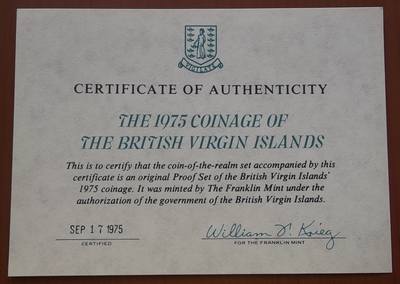 VIGILATE
CERTIFICATE OF AUTHENTICITY
THE 1975 COINAGE OF
THE BRITISH VIRGIN ISLANDS
This is to certify that the coin-of-the-realm set accompanied by this
certificate is an original Proof Set of the British Virgin Islands'
1975 coinage. It was minted by The Franklin Mint under the
authorization of the government of the British Virgin Islands.
SEP 17 1975
CERTIFIED
William T. Krieg
FOR THE FRANKLIN MINT